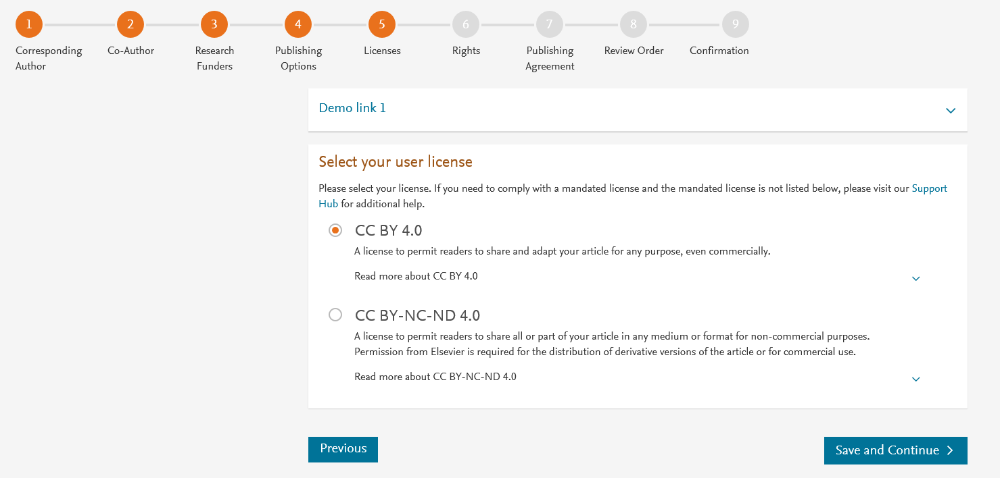 1 2 3 4 5 6 7 8 9
Corresponding Author
Co-Author
Research Funders
Publishing Options
Licenses
Rights
Publishing Agreement
Review Order
Confirmation
Demo link 1
Select your user license
Please select your license. If you need to comply with a mandated license and the mandated license is not listed below, please visit our Support
Hub for additional help.
CC BY 4.0
A license to permit readers to share and adapt your article for any purpose, even commercially.
Read more about CC BY 4.0
CC BY-NC-ND 4.0
A license to permit readers to share all or part of your article in any medium or format for non-commercial purposes.
Permission from Elsevier is required for the distribution of derivative versions of the article or for commercial use.
Read more about CC BY-NC-ND 4.0
Previous
Save and Continue